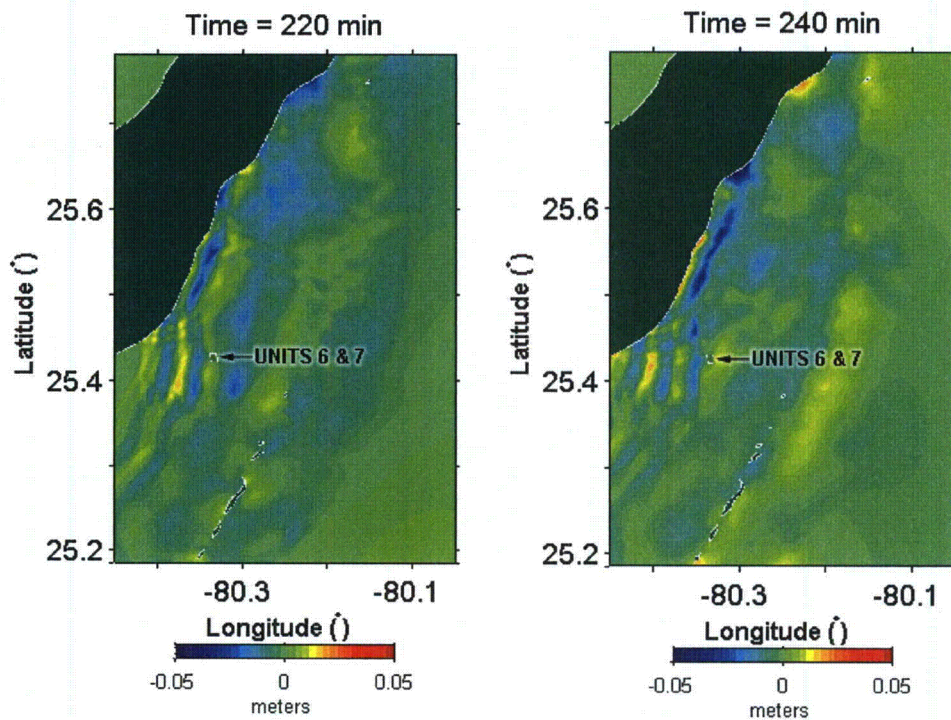 Time = 220 min
Time = 240 min
Latitude (°)
25.6
25.4
25.2
UNITS 6 & 7
-80.3
-80.1
Longitude (°)
-0.05
0
0.05
meters
Latitude (°)
25.6
25.4
25.2
UNITS 6 & 7
-80.3
-80.1
Longitude (°)
-0.05
0
0.05
meters